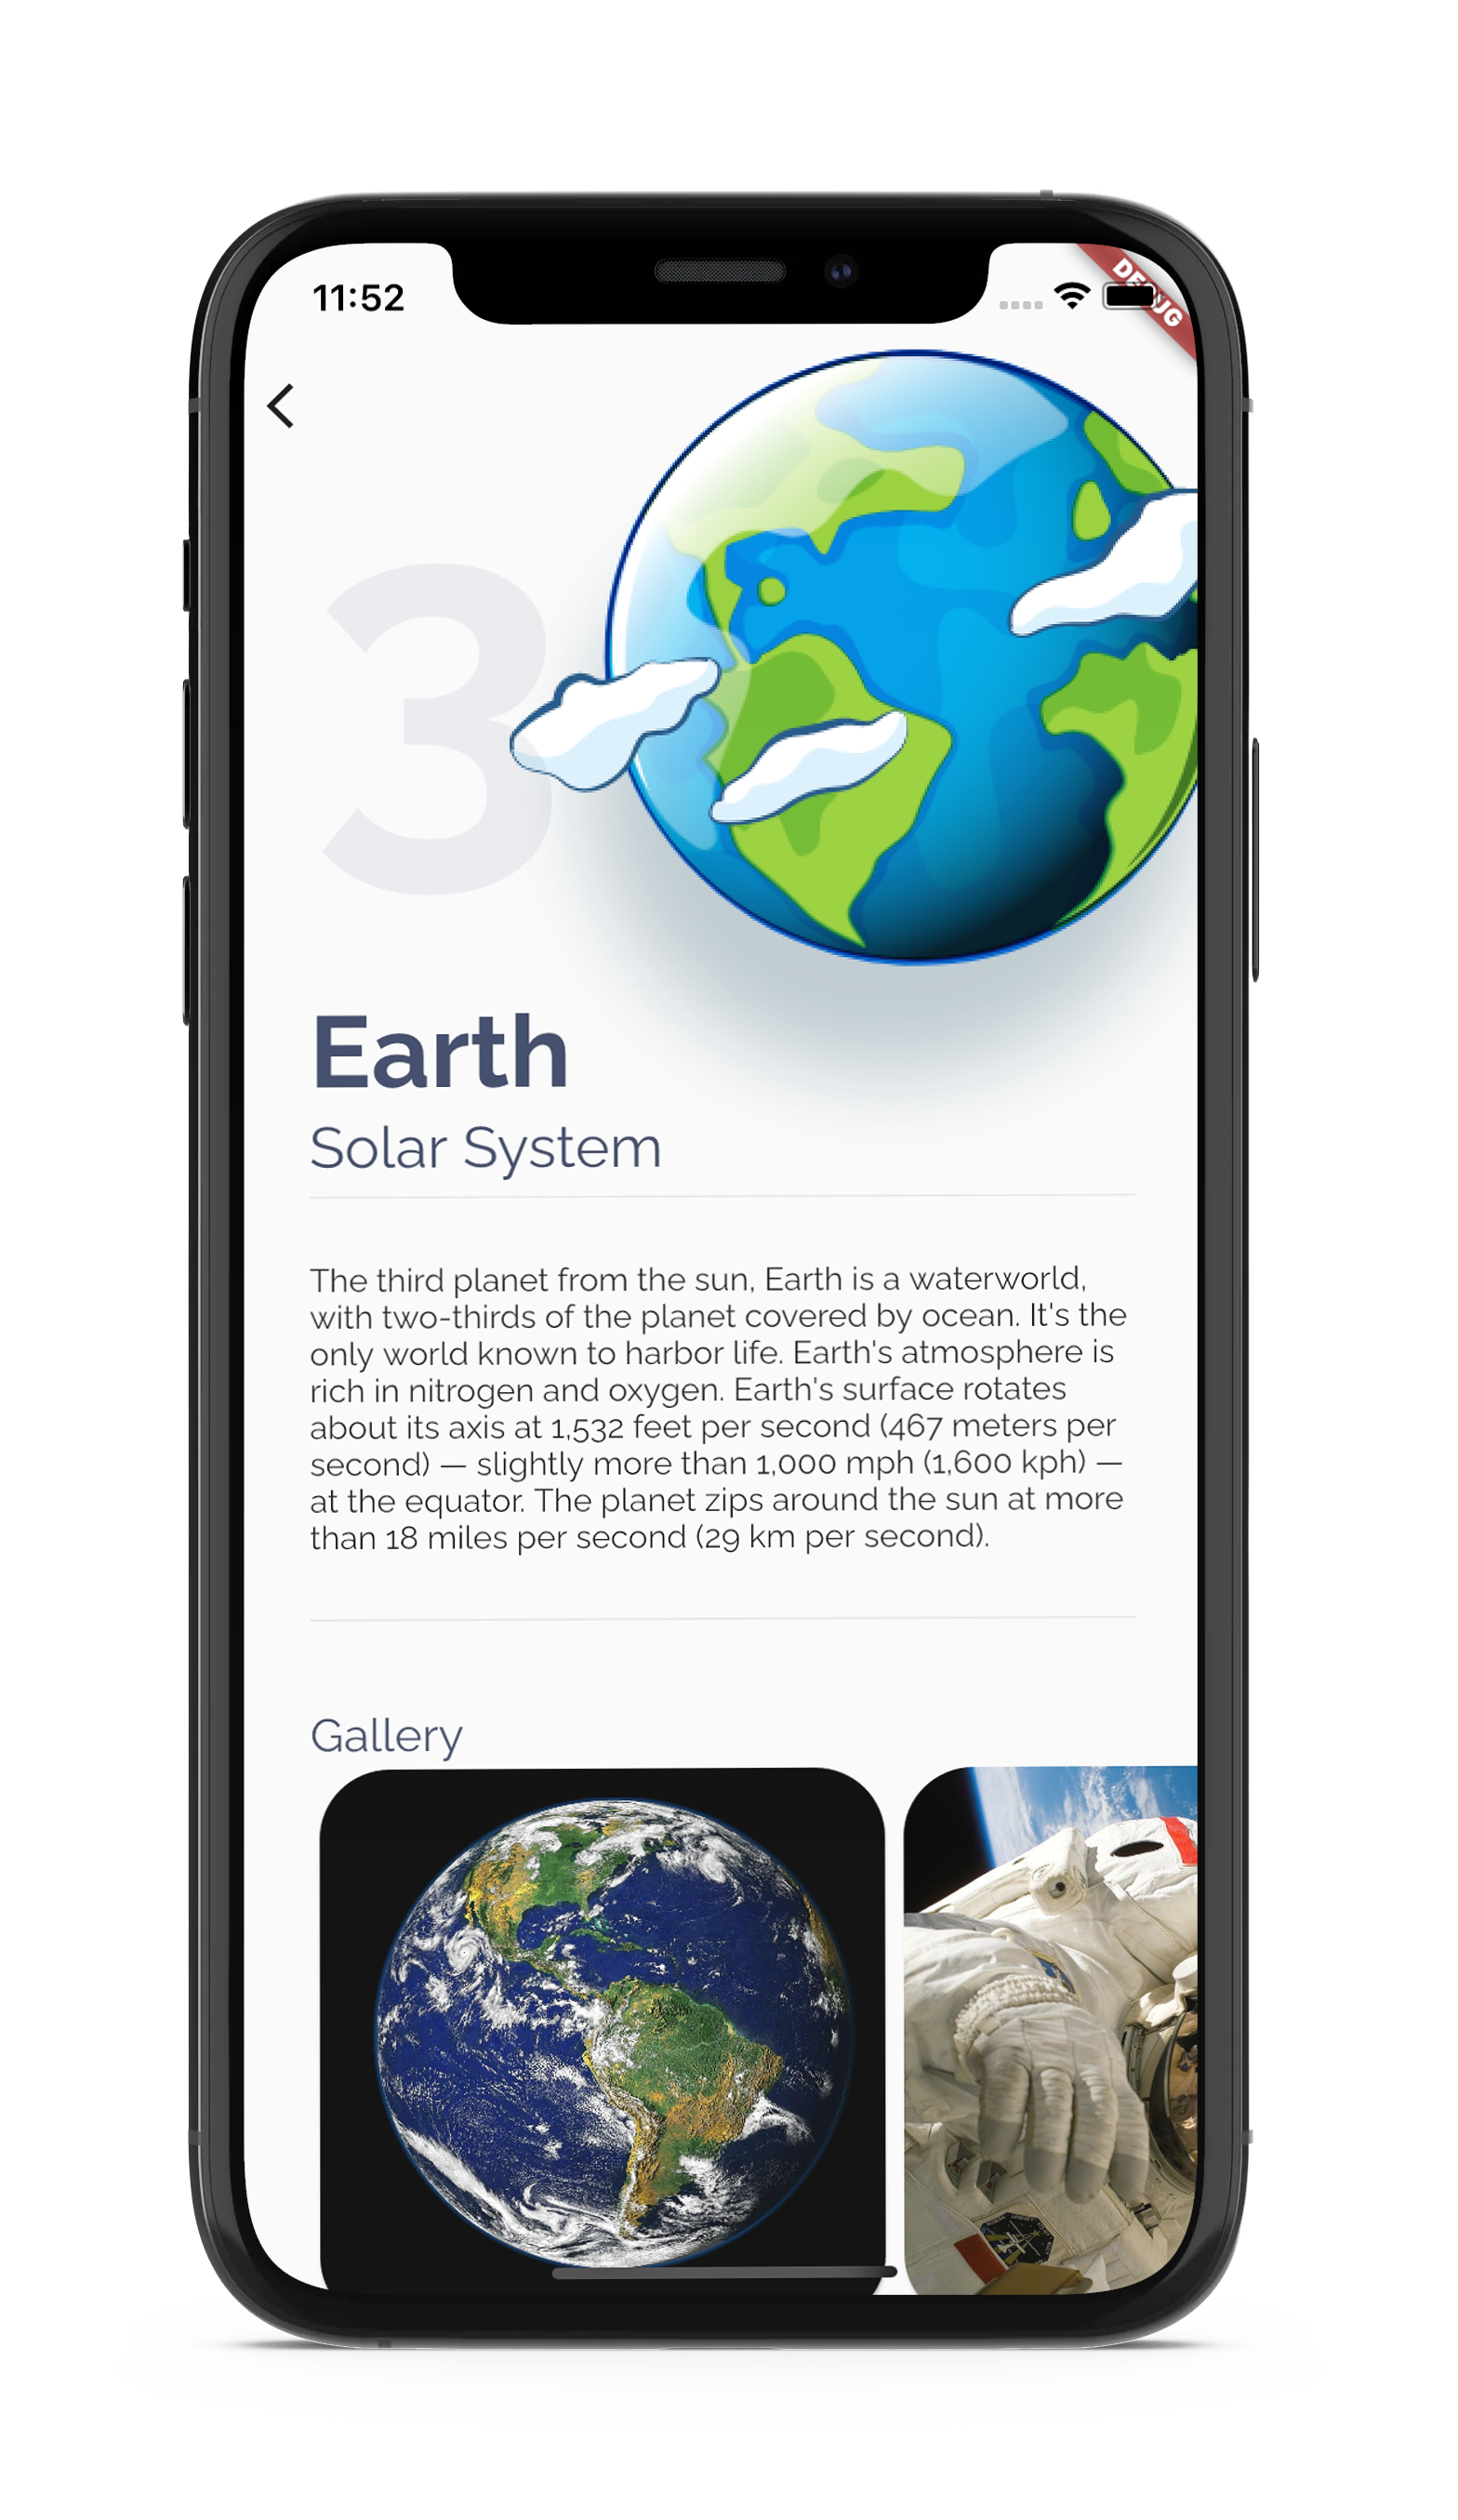 11:52
DEBUG
3
Earth
Solar System
The third planet from the sun, Earth is a waterworld,
with two-thirds of the planet covered by ocean. It's the
only world known to harbor life. Earth's atmosphere is
rich in nitrogen and oxygen. Earth's surface rotates
about its axis at 1,532 feet per second (467 meters per
second) — slightly more than 1,000 mph (1,600 kph) —
at the equator. The planet zips around the sun at more
than 18 miles per second (29 km per second).
Gallery